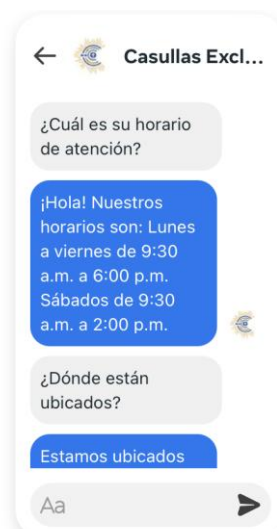 Casullas Excl...
¿Cuál es su horario
de atención?
¡Hola! Nuestros
horarios son: Lunes
a viernes de 9:30
a.m. a 6:00 p.m.
Sábados de 9:30
a.m. a 2:00 p.m.
¿Dónde están
ubicados?
Estamos ubicados
Aa